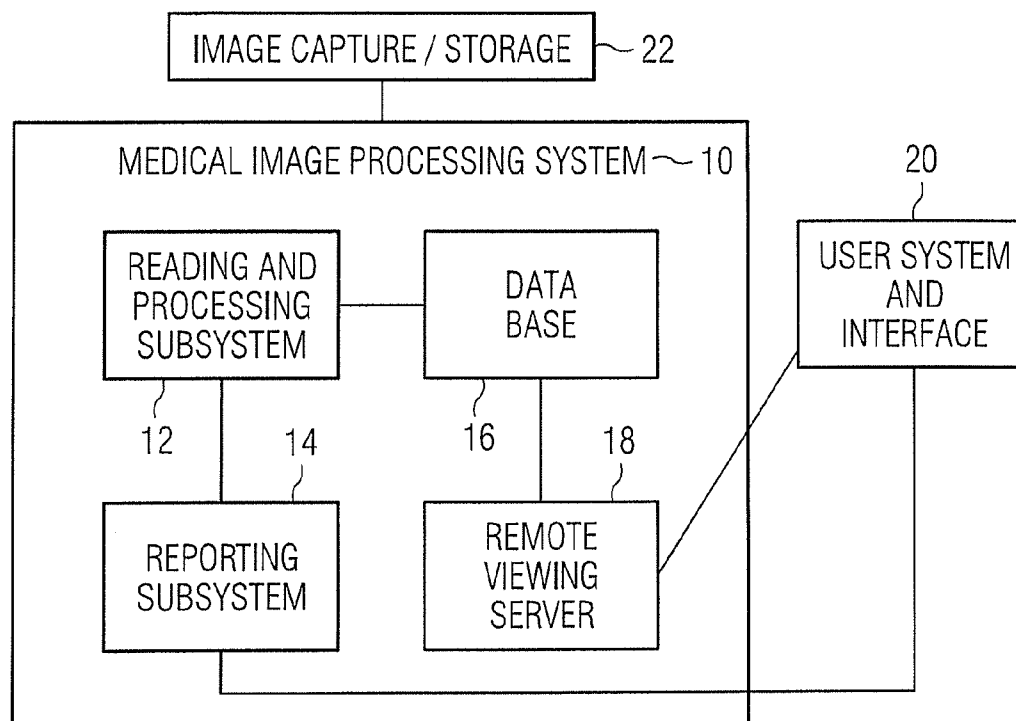 IMAGE CAPTURE / STORAGE
22
MEDICAL IMAGE PROCESSING SYSTEM
10
20
READING AND
PROCESSING
SUBSYSTEM
DATA
BASE
USER SYSTEM
AND
INTERFACE
12
14
16
18
REPORTING
SUBSYSTEM
REMOTE
VIEWING
SERVER